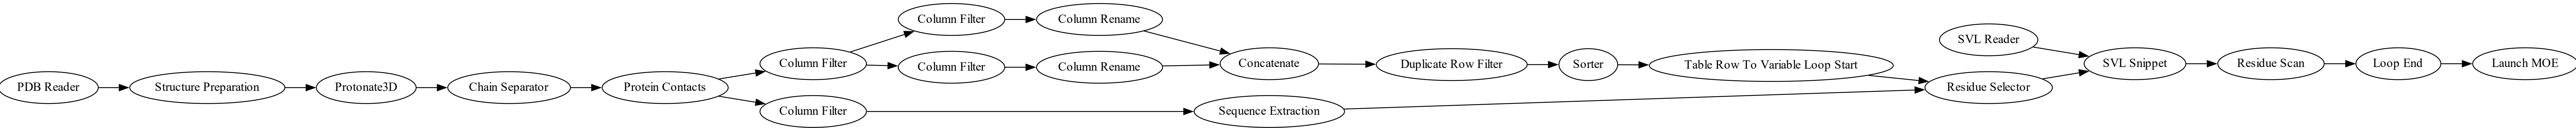 PDB Reader
Structure Preparation
Protonate3D
Chain Separator
Protein Contacts
Column Filter
Column Filter
Column Rename
Column Filter
Column Rename
Concatenate
Duplicate Row Filter
Sorter
Table Row To Variable Loop Start
Column Filter
Sequence Extraction
Residue Selector
SVL Reader
SVL Snippet
Residue Scan
Loop End
Launch MOE